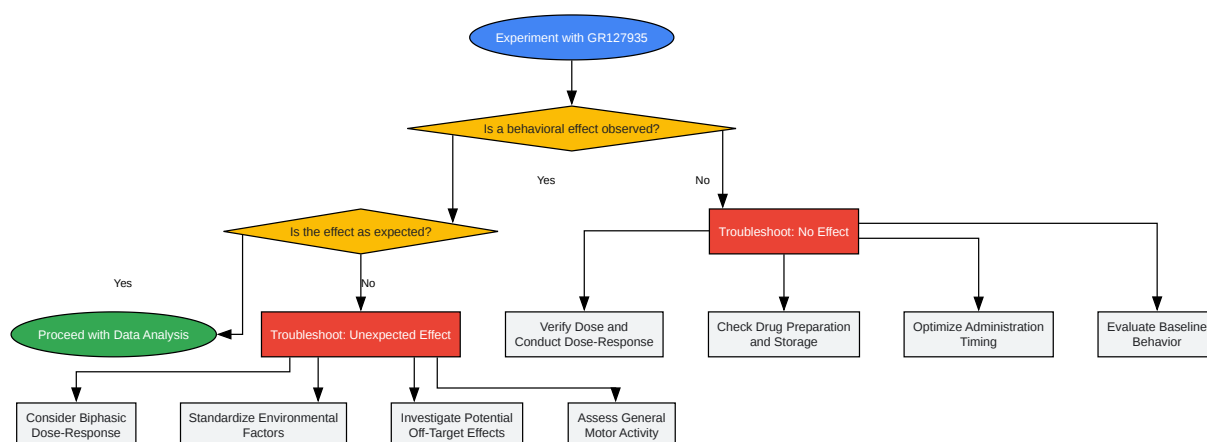 Experiment with GR127935
Is a behavioral effect observed?
Yes
No
Is the effect as expected?
Troubleshoot: No Effect
Yes
No
Proceed with Data Analysis
Troubleshoot: Unexpected Effect
Verify Dose and
Conduct Dose-Response
Check Drug Preparation
and Storage
Optimize Administration
Timing
Evaluate Baseline
Behavior
Consider Biphasic
Dose-Response
Standardize Environmental
Factors
Investigate Potential
Off-Target Effects
Assess General
Motor Activity